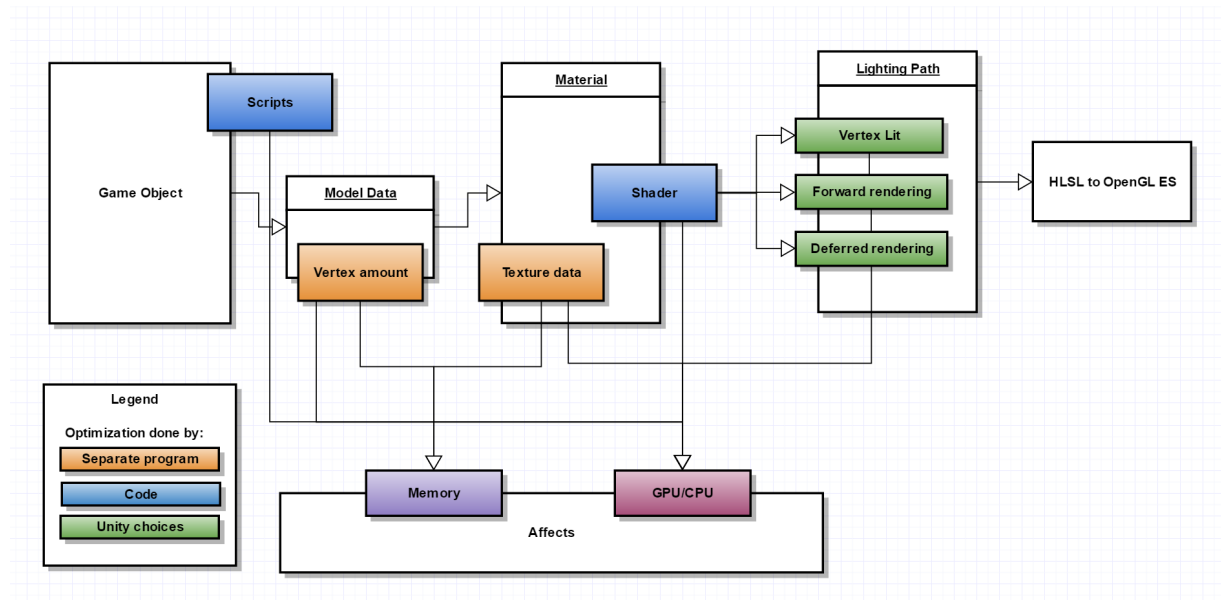 Scripts
Game Object
Model Data
Vertex amount
Material
Shader
Texture data
Lighting Path
Vertex Lit
Forward rendering
Deferred rendering
HLSL to OpenGL ES
Legend
Optimization done by:
Separate program
Code
Unity choices
Memory
GPU/CPU
Affects